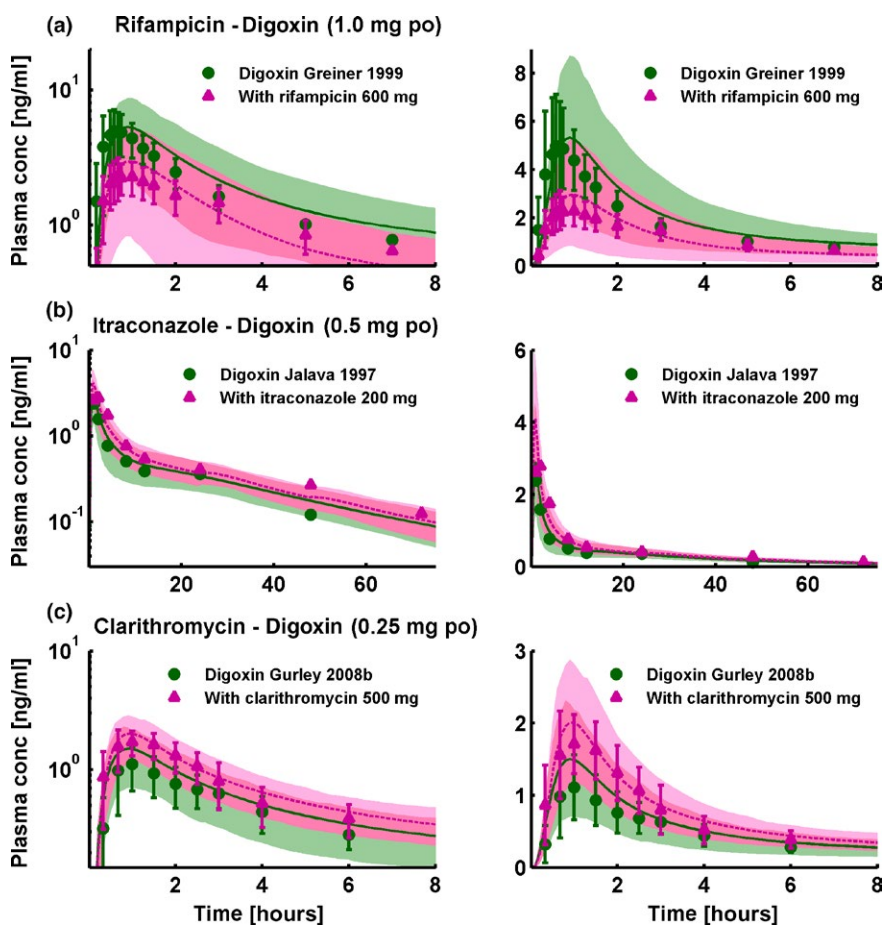 (a) Rifampicin - Digoxin (1.0 mg po)
Plasma conc [ng/ml]
10^1
10^0
Digoxin Greiner 1999
With rifampicin 600 mg
2 4 6 8
8
6
4
2
0
Digoxin Greiner 1999
With rifampicin 600 mg
2 4 6 8
(b) Itraconazole - Digoxin (0.5 mg po)
Plasma conc [ng/ml]
10^1
10^0
10^-1
Digoxin Jalava 1997
With itraconazole 200 mg
20 40 60
6
4
2
0
Digoxin Jalava 1997
With itraconazole 200 mg
20 40 60
(c) Clarithromycin - Digoxin (0.25 mg po)
Plasma conc [ng/ml]
10^1
10^0
Digoxin Gurley 2008b
With clarithromycin 500 mg
2 4 6 8
Time [hours]
3
2
1
0
Digoxin Gurley 2008b
With clarithromycin 500 mg
2 4 6 8
Time [hours]